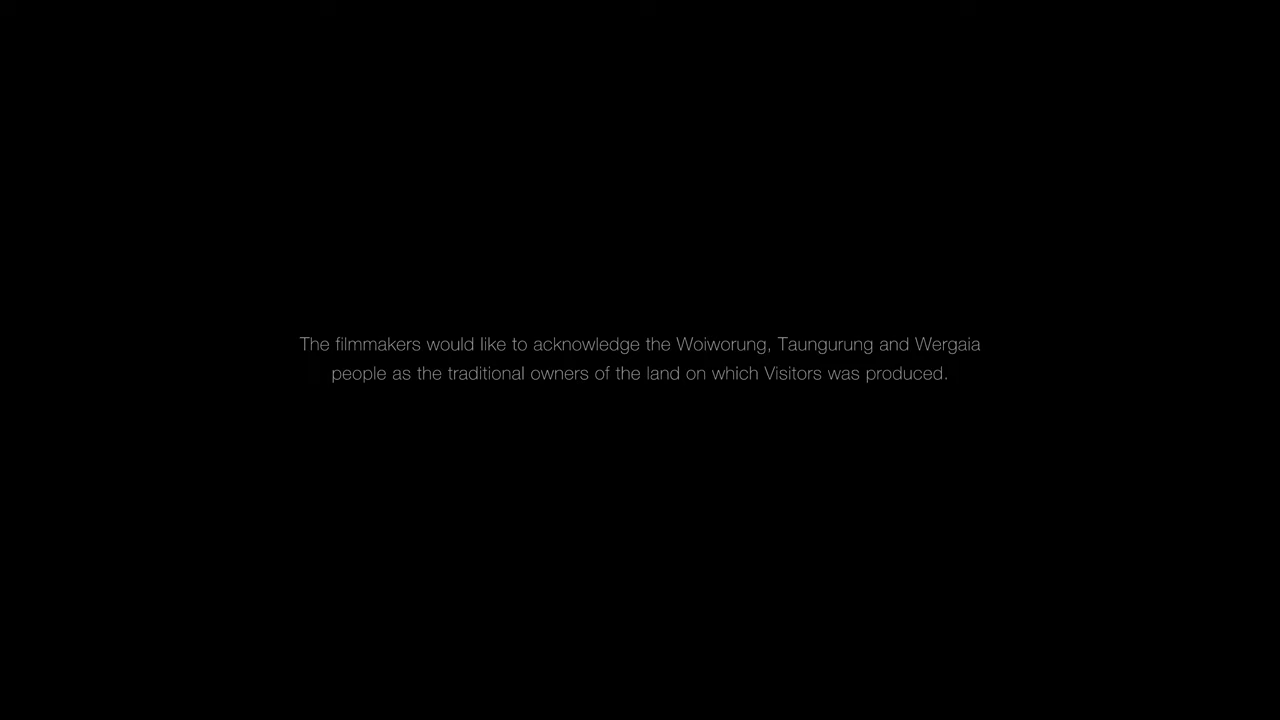 The filmmakers would like to acknowledge the Woiworung, Taungurung and Wergaia
people as the traditional owners of the land on which Visitors was produced.